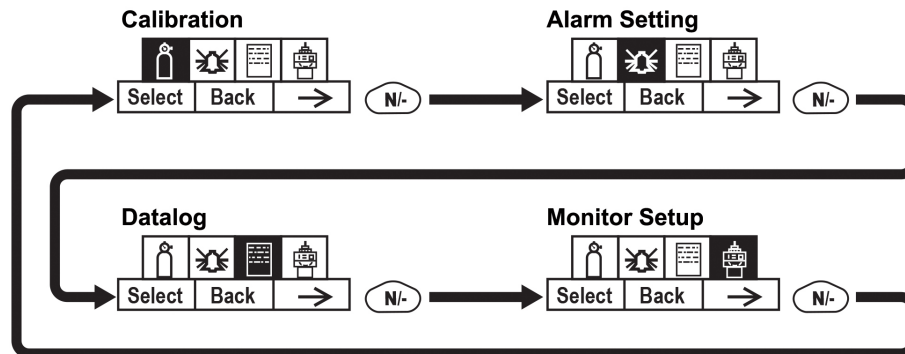 Calibration
Select Back →
N/-
Alarm Setting
Select Back →
N/-
Datalog
Select Back →
N/-
Monitor Setup
Select Back →
N/-